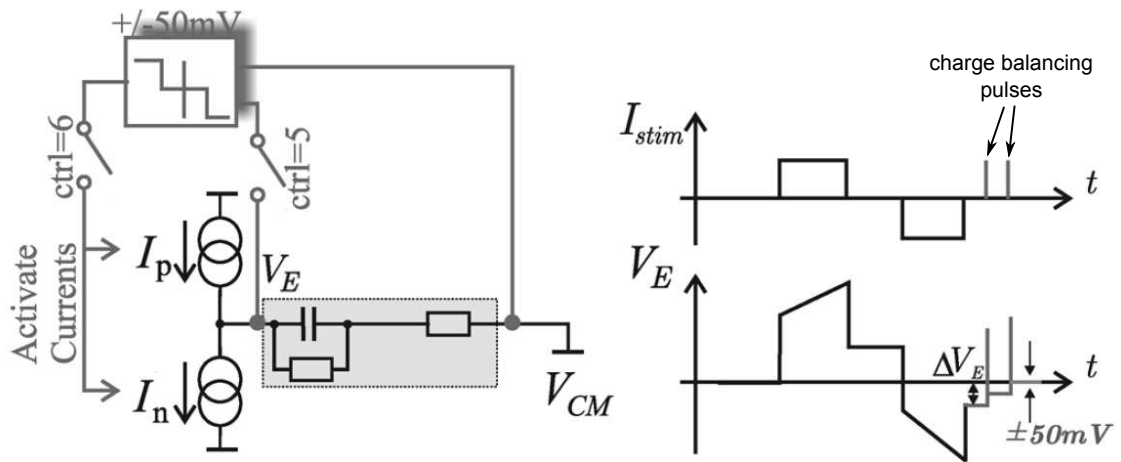 +/-50mV
ctrl=6
ctrl=5
Activate
Currents
I_p
I_n
V_E
V_CM
charge balancing
pulses
I_stim
t
V_E
ΔV_E
t
±50mV